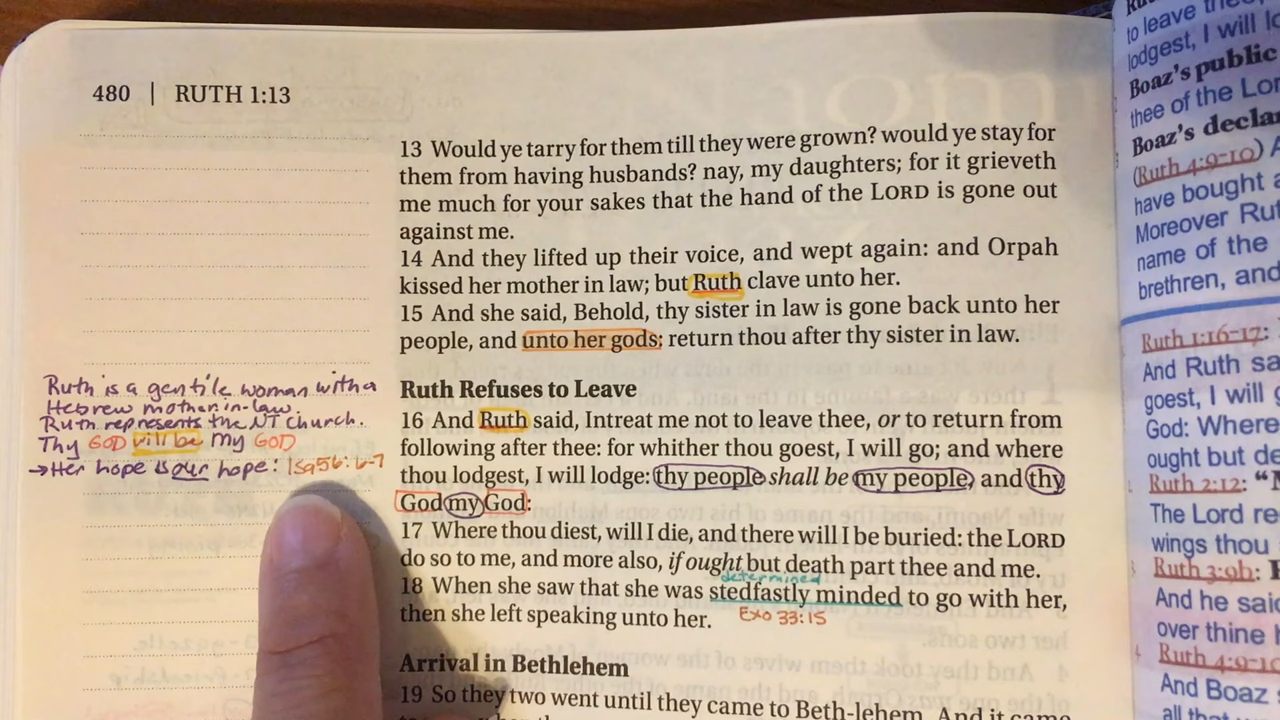 480 | RUTH 1:13
13 Would ye tarry for them till they were grown? would ye stay for
them from having husbands? nay, my daughters; for it grieveth
me much for your sakes that the hand of the LORD is gone out
against me.
14 And they lifted up their voice, and wept again: and Orpah
kissed her mother in law; but Ruth clave unto her.
15 And she said, Behold, thy sister in law is gone back unto her
people, and unto her gods: return thou after thy sister in law.
Ruth Refuses to Leave
16 And Ruth said, Intreat me not to leave thee, or to return from
following after thee: for whither thou goest, I will go; and where
thou lodgest, I will lodge: thy people shall be my people, and thy
God my God:
17 Where thou diest, will I die, and there will I be buried: the LORD
do so to me, and more also, if ought but death part thee and me.
determined
18 When she saw that she was stedfastly minded to go with her,
then she left speaking unto her. Exo 33:15
Arrival in Bethlehem
19 So they two went until they came to Beth-lehem. And it came
Ruth is a gentile woman with a
Hebrew mother-in-law.
Ruth represents the NT church.
Thy GOD will be my GOD
→Her hope is our hope: Isa 56:6-7
to leave thee,
lodgest, I will lo
Boaz's public
thee of the Lor
Boaz's declar
(Ruth 4:9-10)
have bought a
Moreover Rut
name of the
brethren, and
Ruth 1:16-17:
And Ruth sa
goest, I will
God: Where
ought but de
Ruth 2:12:
The Lord re
wings thou
Ruth 3:9b:
And he said
over thine
Ruth 4:9-10
And Boaz
all that